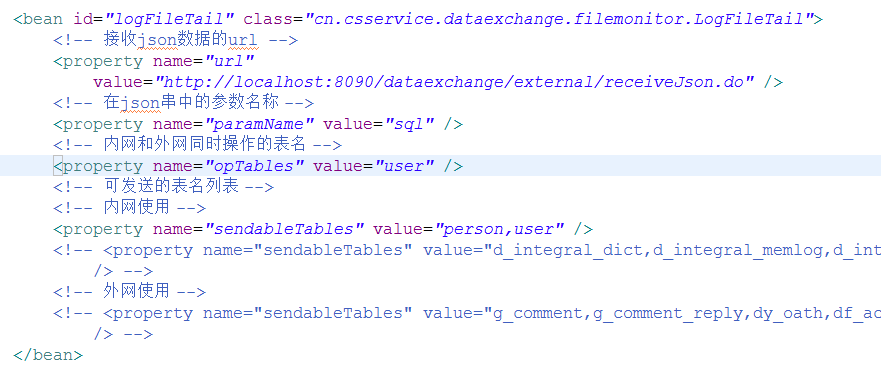 <bean id="logFileTail" class="cn.csservice.dataexchange.filemonitor.LogFileTail">
<!-- 接收json数据的url -->
<property name="url"
value="http://localhost:8090/dataexchange/external/receiveJson.do" />
<!-- 在json串中的参数名称 -->
<property name="paramName" value="sql" />
<!-- 内网和外网同时操作的表名 -->
<property name="opTables" value="user" />
<!-- 可发送的表名列表 -->
<!-- 内网使用 -->
<property name="sendableTables" value="person,user" />
<!-- <property name="sendableTables" value="d_integral_dict,d_integral_memlog,d_int
/> -->
<!-- 外网使用 -->
<!-- <property name="sendableTables" value="g_comment,g_comment_reply,dy_oath,df_ac
/> -->
</bean>